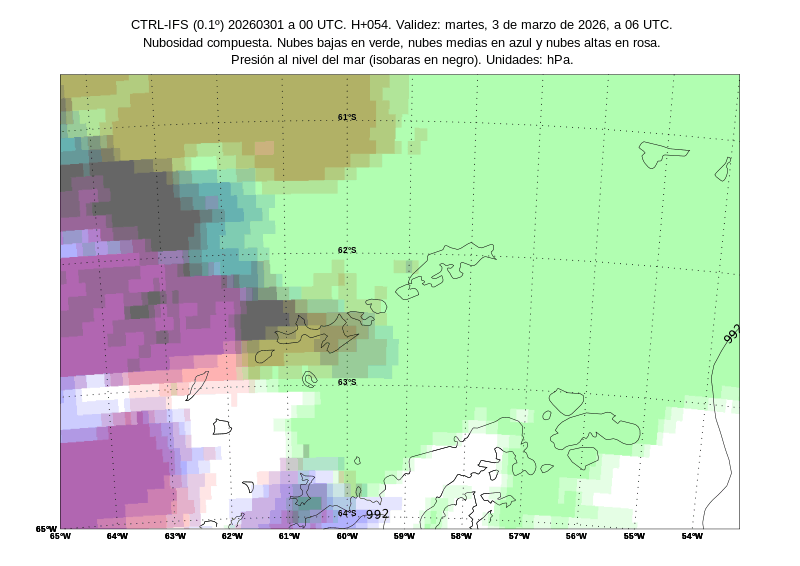 CTRL-IFS (0.1º) 20260301 a 00 UTC. H+054. Validez: martes, 3 de marzo de 2026, a 06 UTC.
Nubosidad compuesta. Nubes bajas en verde, nubes medias en azul y nubes altas en rosa.
Presión al nivel del mar (isobaras en negro). Unidades: hPa.
61°S
62°S
992
63°S
64°S
992
65°W
65°W 64°W 63°W 62°W 61°W 60°W 59°W 58°W 57°W 56°W 55°W 54°W